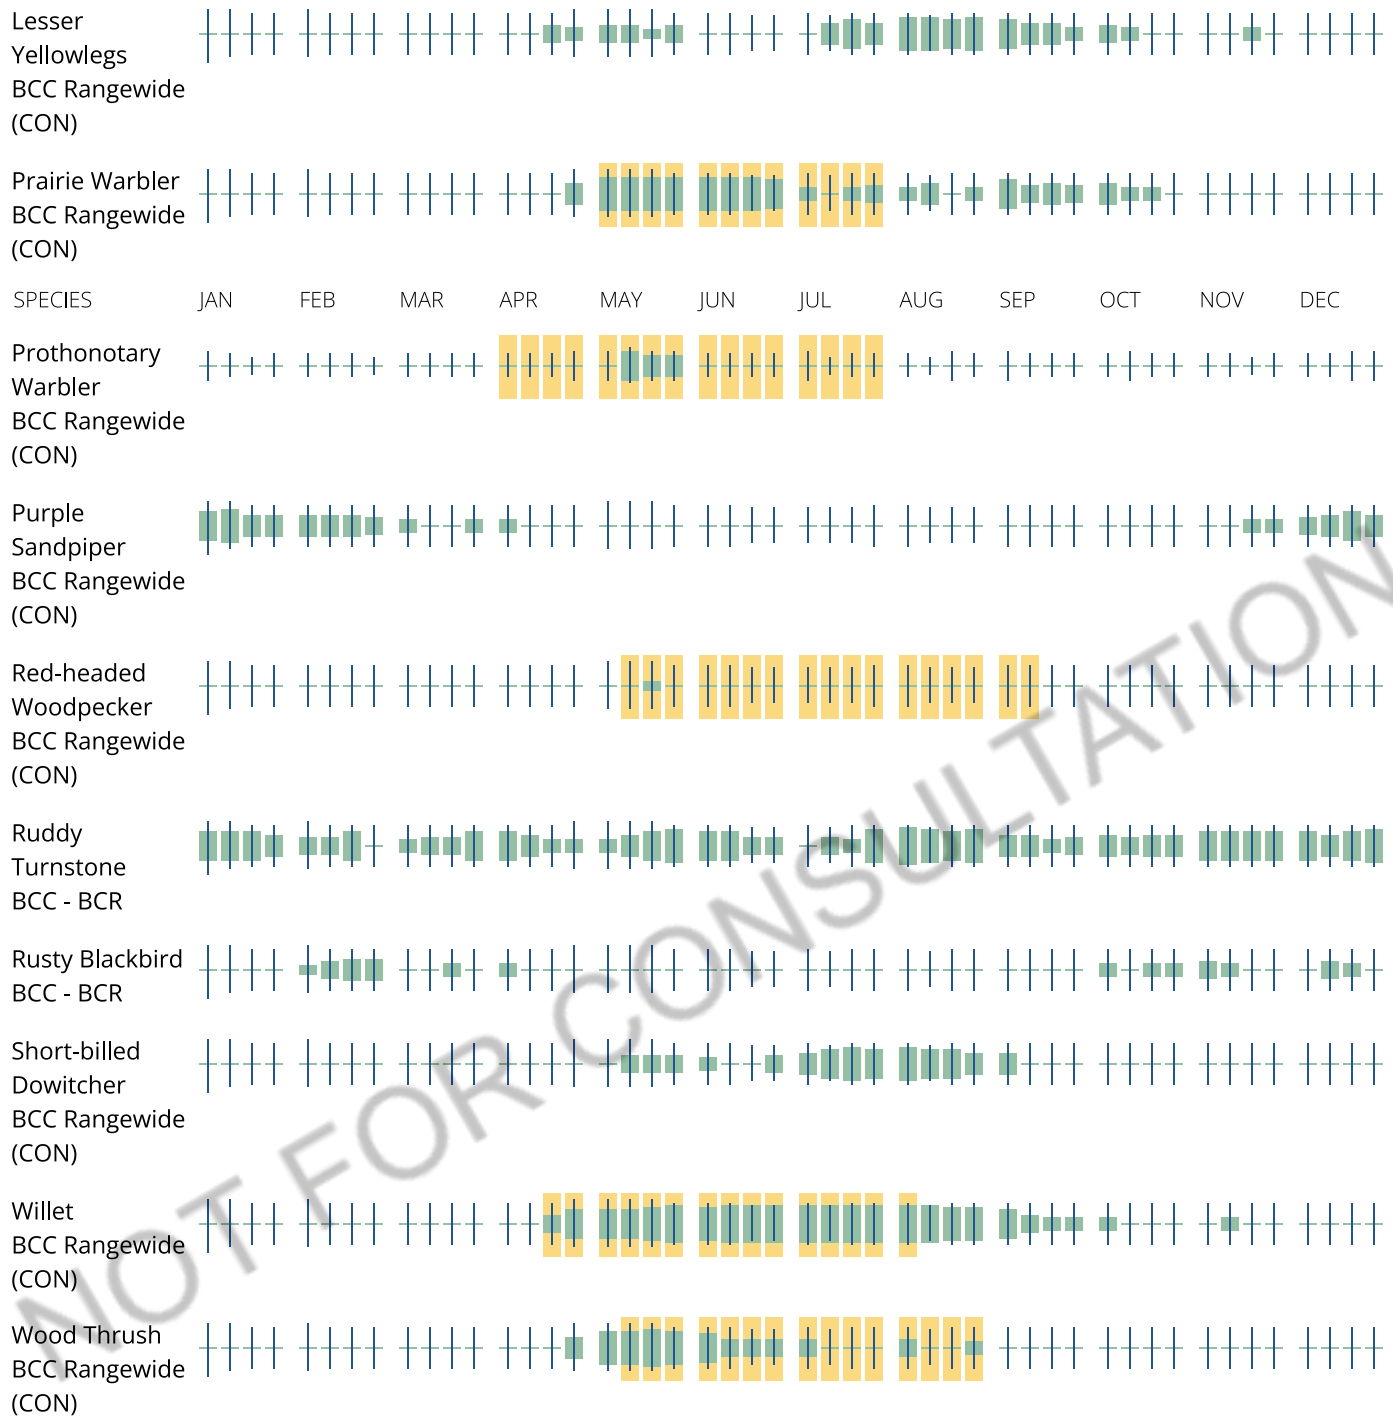 Lesser
Yellowlegs
BCC Rangewide
(CON)
Prairie Warbler
BCC Rangewide
(CON)
SPECIES JAN FEB MAR APR MAY JUN JUL AUG SEP OCT NOV DEC
Prothonotary
Warbler
BCC Rangewide
(CON)
Purple
Sandpiper
BCC Rangewide
(CON)
Red-headed
Woodpecker
BCC Rangewide
(CON)
Ruddy
Turnstone
BCC - BCR
Rusty Blackbird
BCC - BCR
Short-billed
Dowitcher
BCC Rangewide
(CON)
Willet
BCC Rangewide
(CON)
Wood Thrush
BCC Rangewide
(CON)
NOT FOR CONSULTATION